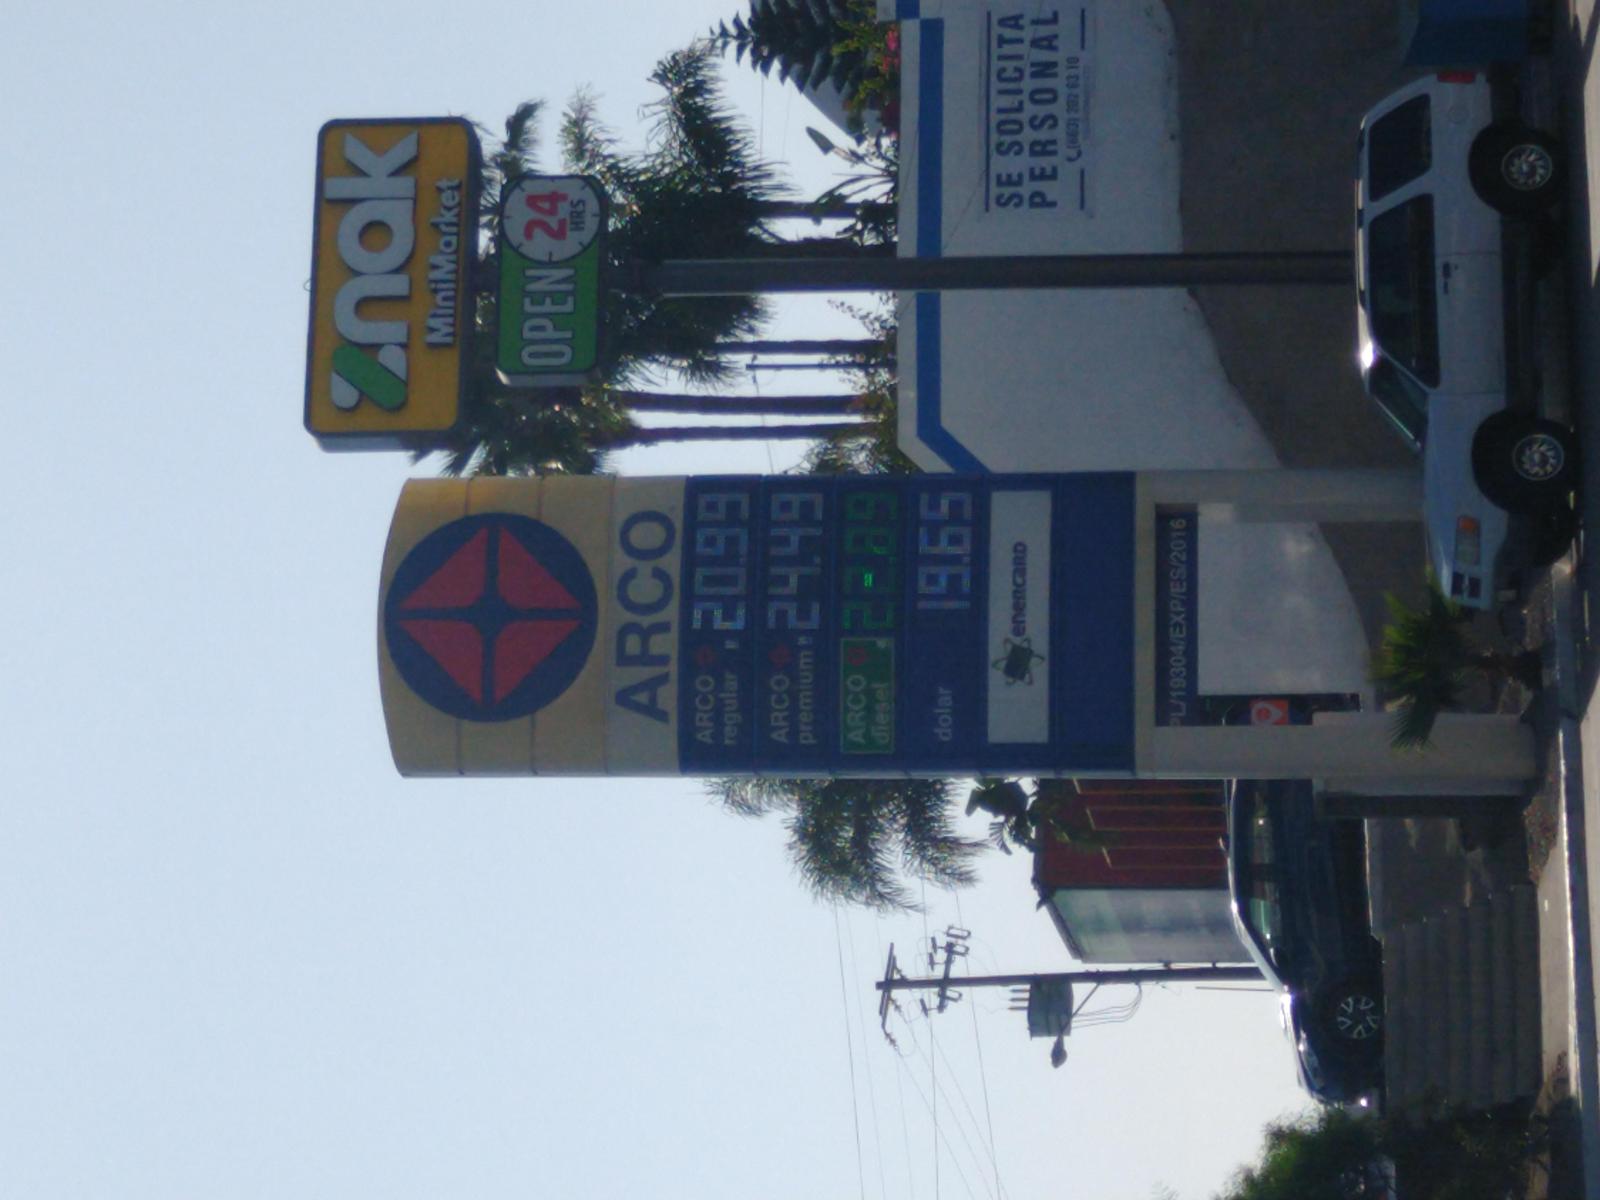 znak
MiniMarket
OPEN 24
HRS
ARCO
ARCO
regular
20.99
ARCO
premium
24.49
ARCO
diesel
22.89
dolar
19.65
enercard
PL/19304/EXP/ES/2016
SE SOLICITA
PERSONAL